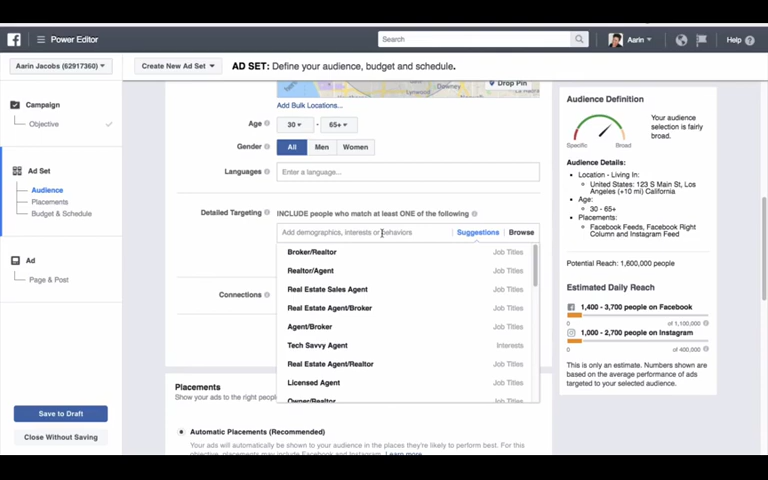 Power Editor
Search
Aarin
Help
Aarin Jacobs (62917360)
Create New Ad Set
AD SET: Define your audience, budget and schedule.
Campaign
Objective
Ad Set
Audience
Placements
Budget & Schedule
Ad
Page & Post
Save to Draft
Close Without Saving
Lynwood
Downey
Drop Pin
Add Bulk Locations...
Age
30 - 65+
Gender
All Men Women
Languages
Enter a language...
Detailed Targeting
INCLUDE people who match at least ONE of the following
Add demographics, interests or behaviors
Suggestions
Browse
Broker/Realtor Job Titles
Realtor/Agent Job Titles
Real Estate Sales Agent Job Titles
Real Estate Agent/Broker Job Titles
Agent/Broker Job Titles
Tech Savvy Agent Interests
Real Estate Agent/Realtor Job Titles
Licensed Agent Job Titles
Owner/Realtor Job Titles
Connections
Placements
Show your ads to the right peopl
Automatic Placements (Recommended)
Your ads will automatically be shown to your audience in the places they're likely to perform best. For this
objective, placements may include Facebook and Instagram. Learn more.
Audience Definition
Your audience
selection is fairly
broad.
Specific
Broad
Audience Details:
Location - Living In:
United States: 123 S Main St, Los
Angeles (+10 mi) California
Age:
30 - 65+
Placements:
Facebook Feeds, Facebook Right
Column and Instagram Feed
Potential Reach: 1,600,000 people
Estimated Daily Reach
1,400 - 3,700 people on Facebook
0 of 1,100,000
1,000 - 2,700 people on Instagram
0 of 400,000
This is only an estimate. Numbers shown are
based on the average performance of ads
targeted to your selected audience.